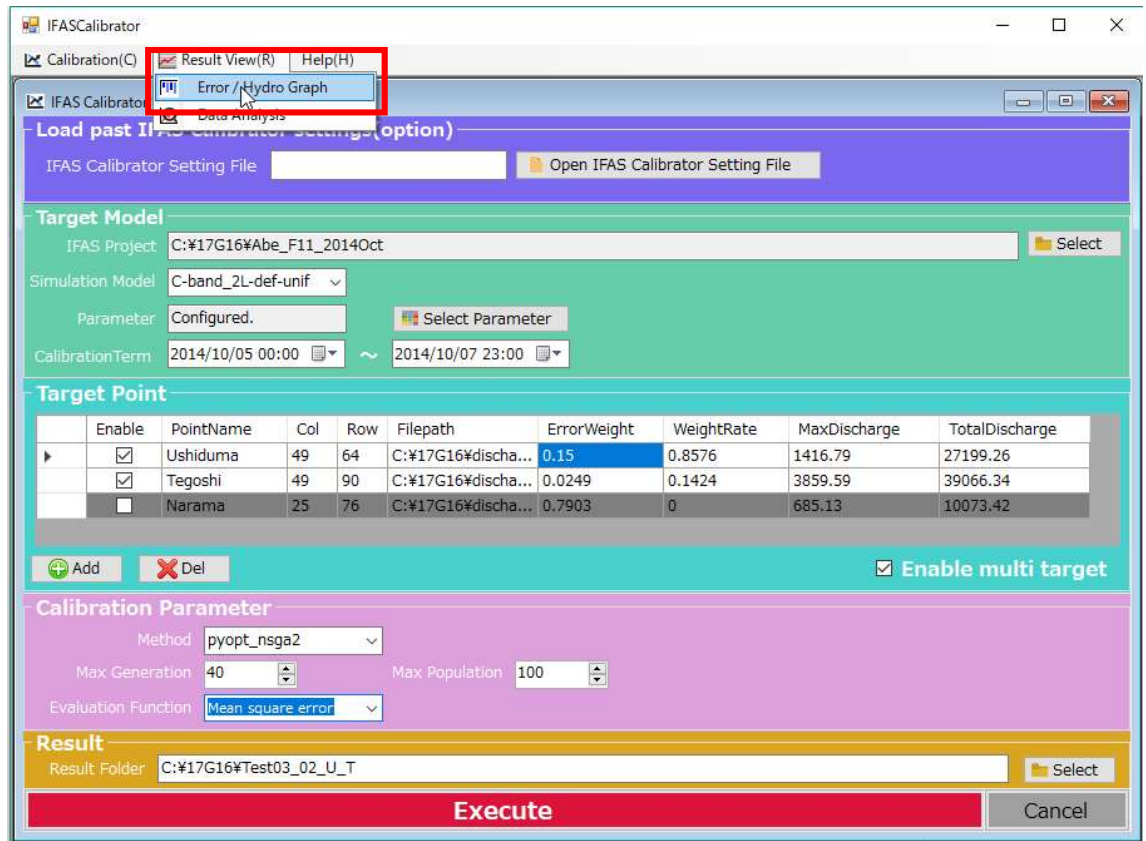 IFASCalibrator
Calibration(C) Result View(R) Help(H)
Error / Hydro Graph
IFAS Calibrator
Data Analysis
Load past IFAS Calibrator settings(option)
IFAS Calibrator Setting File Open IFAS Calibrator Setting File
Target Model
IFAS Project C:¥17G16¥Abe_F11_2014Oct Select
Simulation Model C-band_2L-def-unif
Parameter Configured. Select Parameter
CalibrationTerm 2014/10/05 00:00 ～ 2014/10/07 23:00
Target Point
Enable PointName Col Row Filepath ErrorWeight WeightRate MaxDischarge TotalDischarge
Ushiduma 49 64 C:¥17G16¥discha... 0.15 0.8576 1416.79 27199.26
Tegoshi 49 90 C:¥17G16¥discha... 0.0249 0.1424 3859.59 39066.34
Narama 25 76 C:¥17G16¥discha... 0.7903 0 685.13 10073.42
Add Del Enable multi target
Calibration Parameter
Method pyopt_nsga2
Max Generation 40 Max Population 100
Evaluation Function Mean square error
Result
Result Folder C:¥17G16¥Test03_02_U_T Select
Execute Cancel